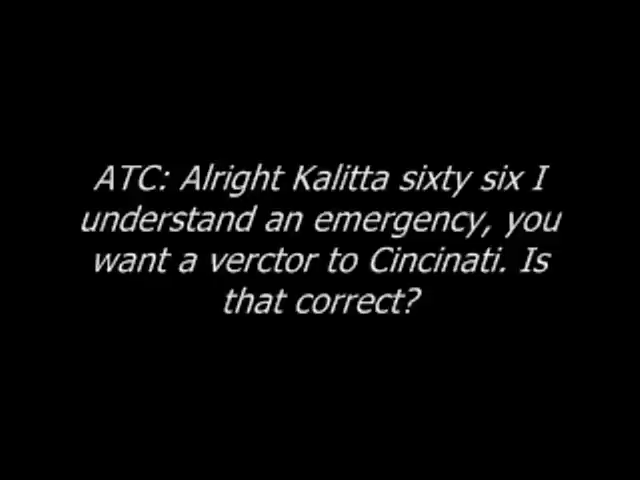 ATC: Alright Kalitta sixty six I
understand an emergency, you
want a verctor to Cincinati. Is
that correct?